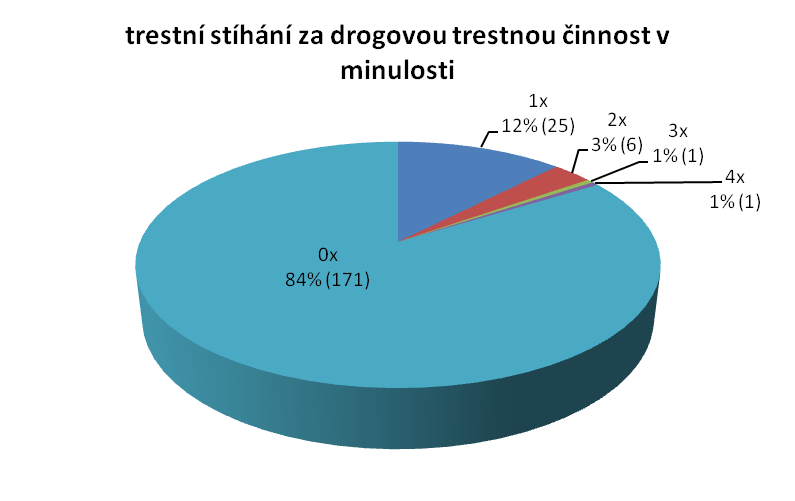 trestní stíhání za drogovou trestnou činnost v
minulosti
1x
12% (25)
2x
3% (6)
3x
1% (1)
4x
1% (1)
0x
84% (171)